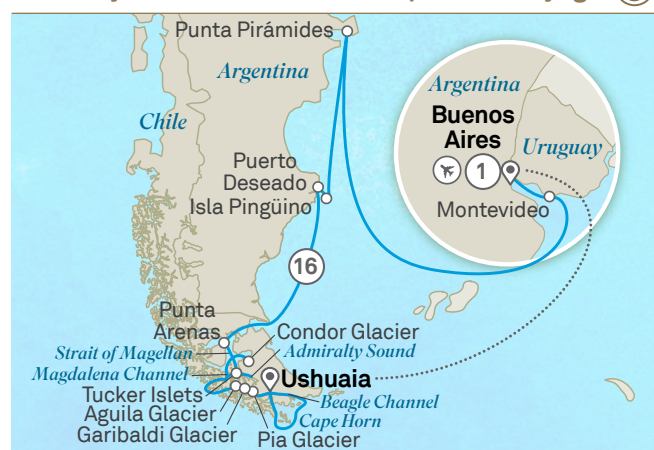 Punta Pirámides
Argentina
Chile
Argentina
Buenos
Aires
Uruguay
1
Montevideo
Puerto
Deseado
Isla Pingüino
16
Punta
Arenas
Condor Glacier
Strait of Magellan
Admiralty Sound
Magdalena Channel
Ushuaia
Tucker Islets
Aguila Glacier
Beagle Channel
Cape Horn
Garibaldi Glacier
Pia Glacier